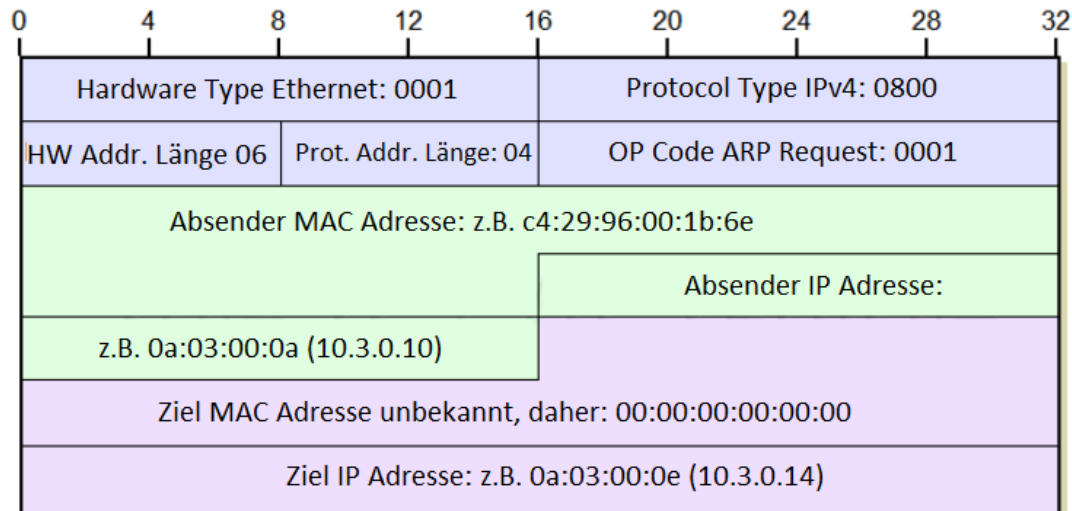 0 4 8 12 16 20 24 28 32
Hardware Type Ethernet: 0001
Protocol Type IPv4: 0800
HW Addr. Länge 06
Prot. Addr. Länge: 04
OP Code ARP Request: 0001
Absender MAC Adresse: z.B. c4:29:96:00:1b:6e
Absender IP Adresse:
z.B. 0a:03:00:0a (10.3.0.10)
Ziel MAC Adresse unbekannt, daher: 00:00:00:00:00:00
Ziel IP Adresse: z.B. 0a:03:00:0e (10.3.0.14)